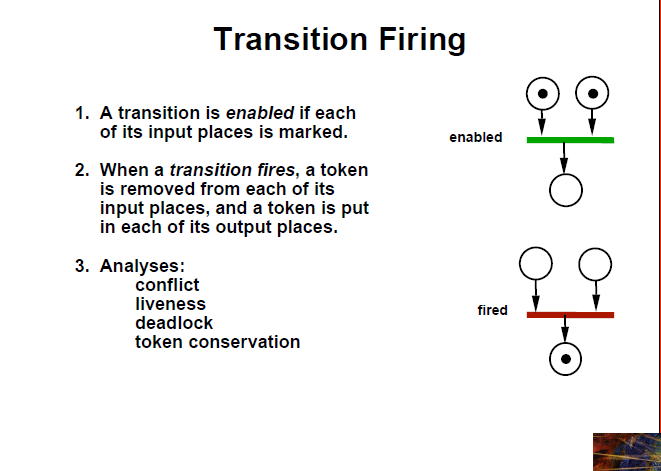 Transition Firing
1. A transition is enabled if each
of its input places is marked.
2. When a transition fires, a token
is removed from each of its
input places, and a token is put
in each of its output places.
3. Analyses:
conflict
liveness
deadlock
token conservation
enabled
fired